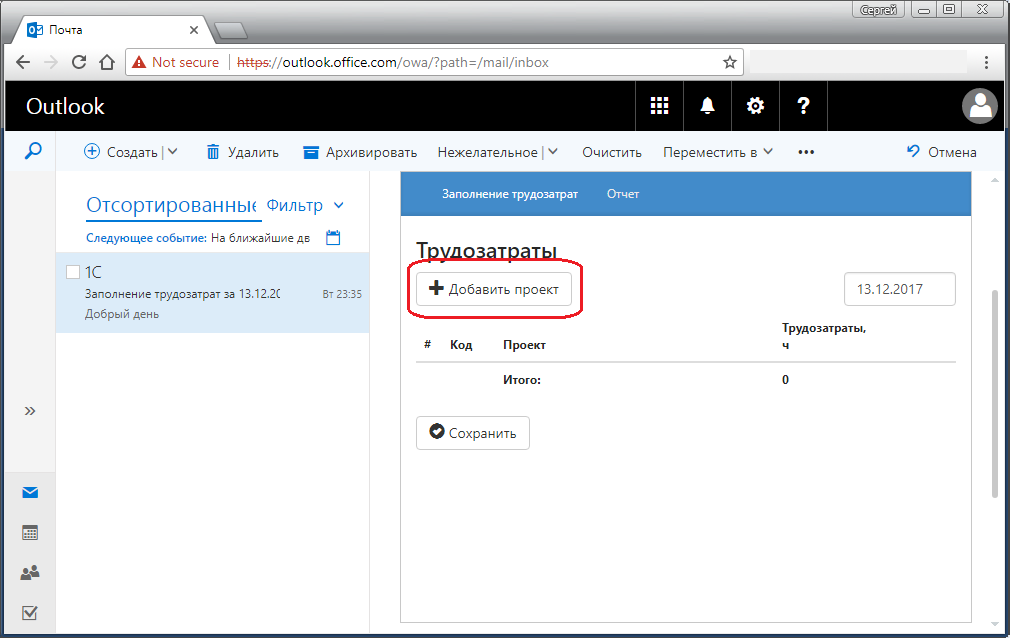 Сергей
Почта
Not secure https://outlook.office.com/owa/?path=/mail/inbox
Outlook
Создать Удалить Архивировать Нежелательное Очистить Переместить в ••• Отмена
Отсортированные Фильтр
Следующее событие: На ближайшие дв
1С
Заполнение трудозатрат за 13.12.20 Вт 23:35
Добрый день
Заполнение трудозатрат Отчет
Трудозатраты
Добавить проект
13.12.2017
# Код Проект Трудозатраты, ч
Итого: 0
Сохранить